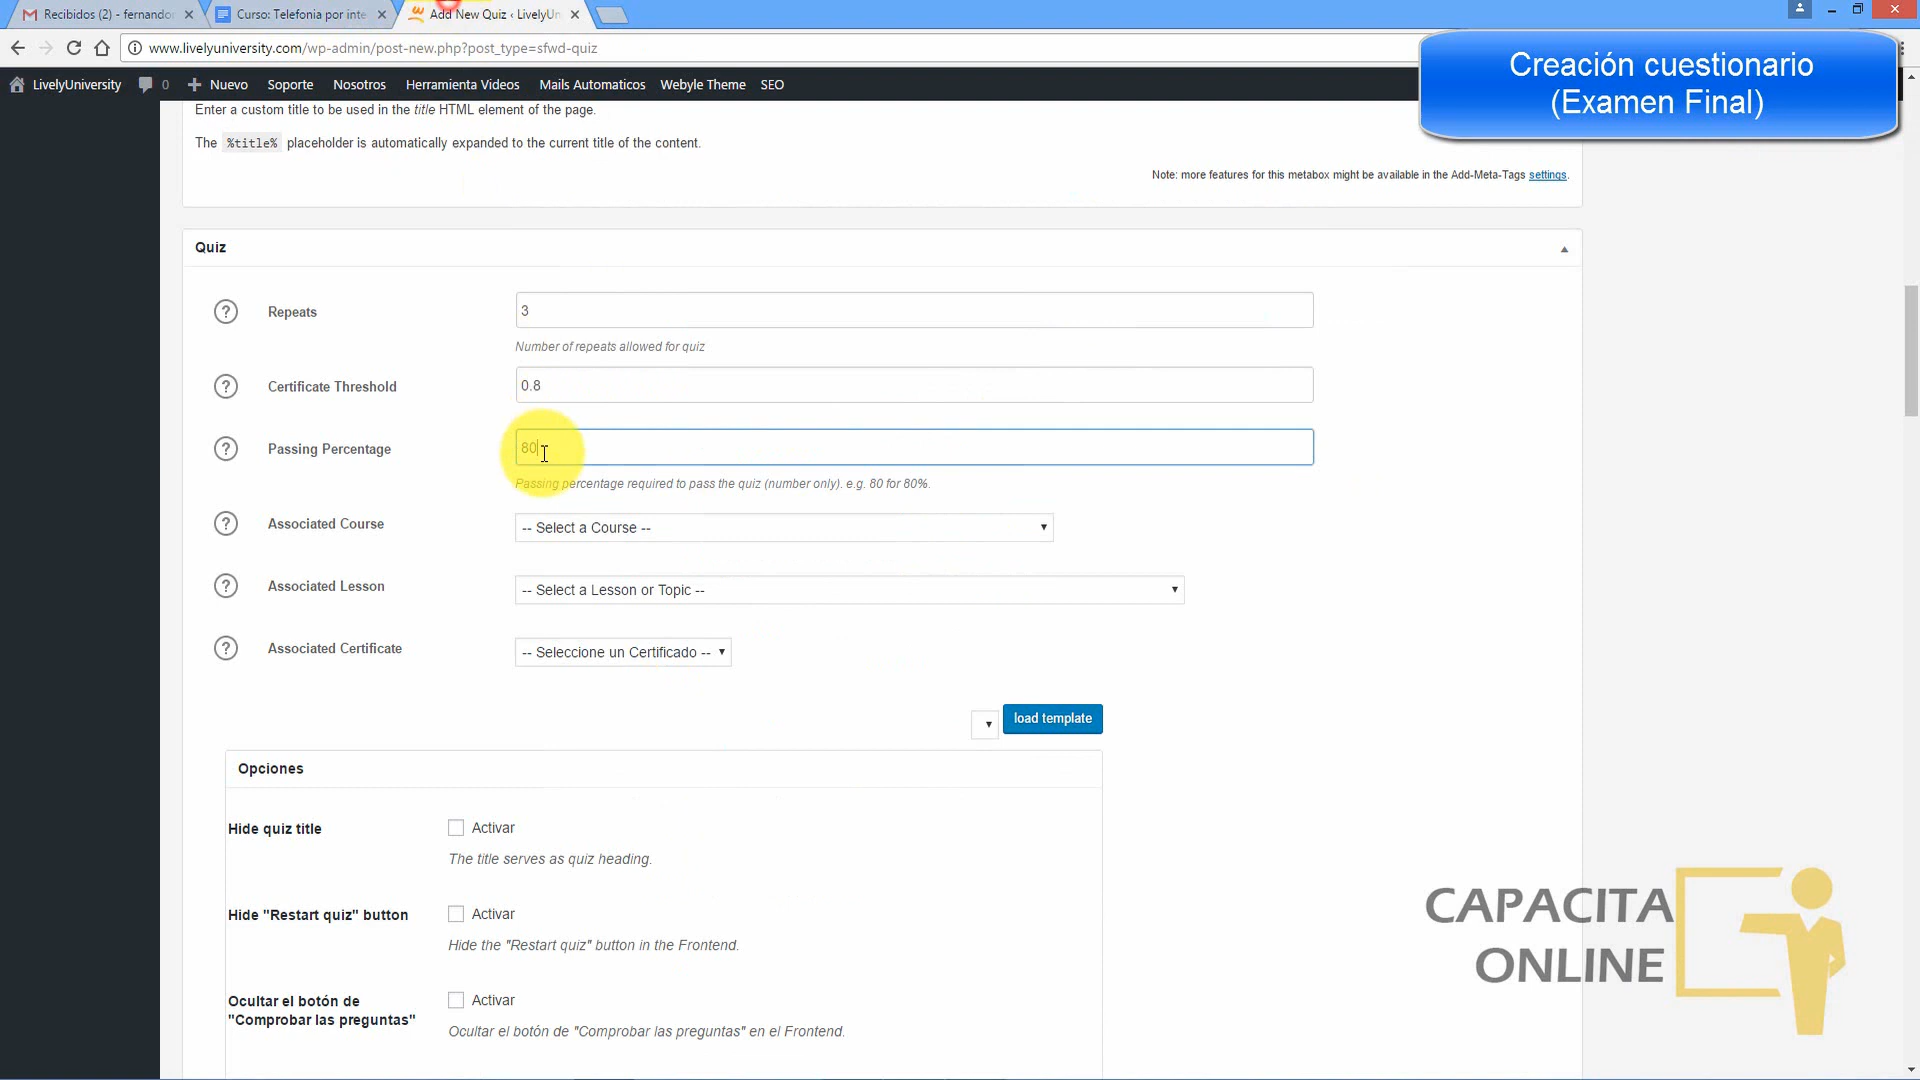 Recibidos (2) - fernando
Curso: Telefonia por inte
Add New Quiz ‹ LivelyUn
www.livelyuniversity.com/wp-admin/post-new.php?post_type=sfwd-quiz
LivelyUniversity 0 Nuevo Soporte Nosotros Herramienta Videos Mails Automaticos Webyle Theme SEO
Creación cuestionario
(Examen Final)
Enter a custom title to be used in the title HTML element of the page.
The %title% placeholder is automatically expanded to the current title of the content.
Note: more features for this metabox might be available in the Add-Meta-Tags settings.
Quiz
? Repeats 3
Number of repeats allowed for quiz
? Certificate Threshold 0.8
? Passing Percentage 80
Passing percentage required to pass the quiz (number only). e.g. 80 for 80%.
? Associated Course -- Select a Course --
? Associated Lesson -- Select a Lesson or Topic --
? Associated Certificate -- Seleccione un Certificado --
load template
Opciones
Hide quiz title Activar
The title serves as quiz heading.
Hide "Restart quiz" button Activar
Hide the "Restart quiz" button in the Frontend.
Ocultar el botón de
"Comprobar las preguntas"
Activar
Ocultar el botón de "Comprobar las preguntas" en el Frontend.
CAPACITA
ONLINE